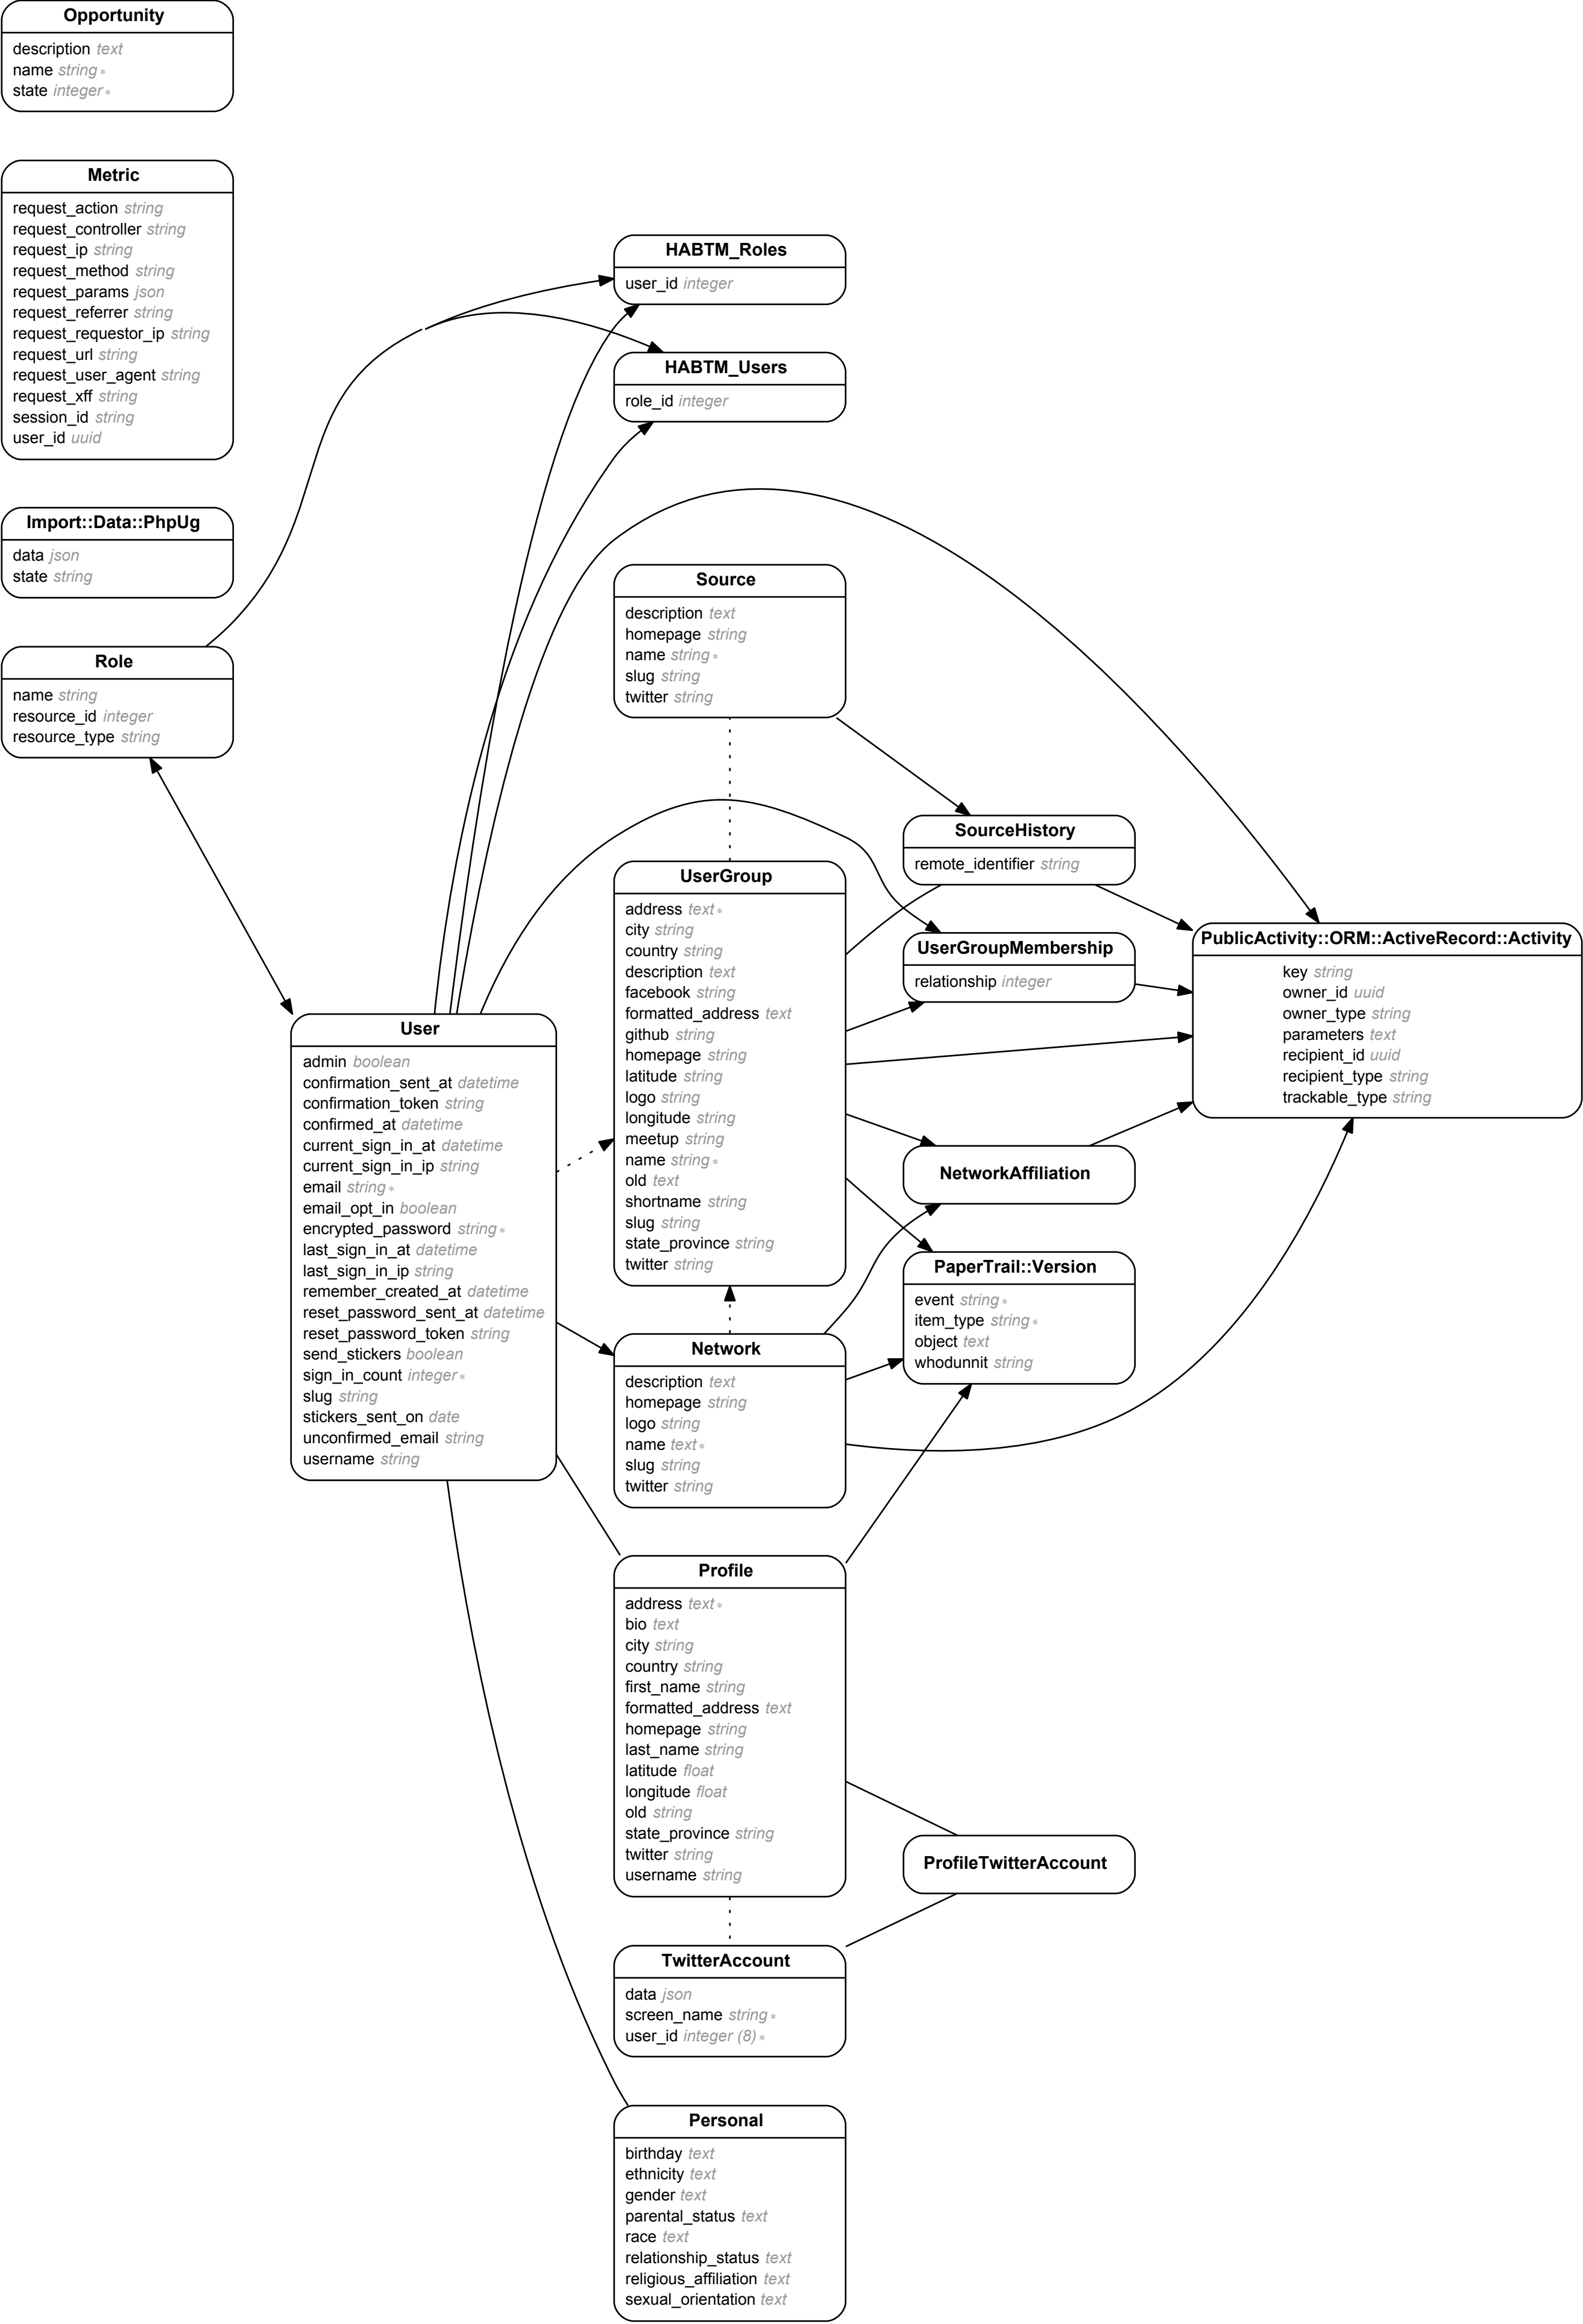 Opportunity
description text
name string *
state integer *
Metric
request_action string
request_controller string
request_ip string
request_method string
request_params json
request_referrer string
request_requestor_ip string
request_url string
request_user_agent string
request_xff string
session_id string
user_id uuid
Import::Data::PhpUg
data json
state string
Role
name string
resource_id integer
resource_type string
User
admin boolean
confirmation_sent_at datetime
confirmation_token string
confirmed_at datetime
current_sign_in_at datetime
current_sign_in_ip string
email string *
email_opt_in boolean
encrypted_password string *
last_sign_in_at datetime
last_sign_in_ip string
remember_created_at datetime
reset_password_sent_at datetime
reset_password_token string
send_stickers boolean
sign_in_count integer *
slug string
stickers_sent_on date
unconfirmed_email string
username string
HABTM_Roles
user_id integer
HABTM_Users
role_id integer
Source
description text
homepage string
name string *
slug string
twitter string
UserGroup
address text *
city string
country string
description text
facebook string
formatted_address text
github string
homepage string
latitude string
logo string
longitude string
meetup string
name string *
old text
shortname string
slug string
state_province string
twitter string
Network
description text
homepage string
logo string
name text *
slug string
twitter string
Profile
address text *
bio text
city string
country string
first_name string
formatted_address text
homepage string
last_name string
latitude float
longitude float
old string
state_province string
twitter string
username string
TwitterAccount
data json
screen_name string *
user_id integer (8) *
Personal
birthday text
ethnicity text
gender text
parental_status text
race text
relationship_status text
religious_affiliation text
sexual_orientation text
SourceHistory
remote_identifier string
UserGroupMembership
relationship integer
NetworkAffiliation
PaperTrail::Version
event string *
item_type string *
object text
whodunnit string
ProfileTwitterAccount
PublicActivity::ORM::ActiveRecord::Activity
key string
owner_id uuid
owner_type string
parameters text
recipient_id uuid
recipient_type string
trackable_type string